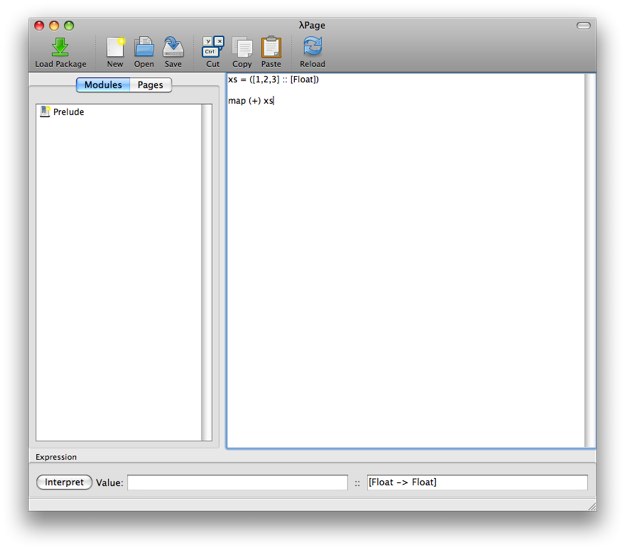 λPage
Load Package New Open Save Cut Copy Paste Reload
Modules Pages
Prelude
xs = ([1,2,3] :: [Float])
map (+) xs
Expression
Interpret Value: :: [Float -> Float]